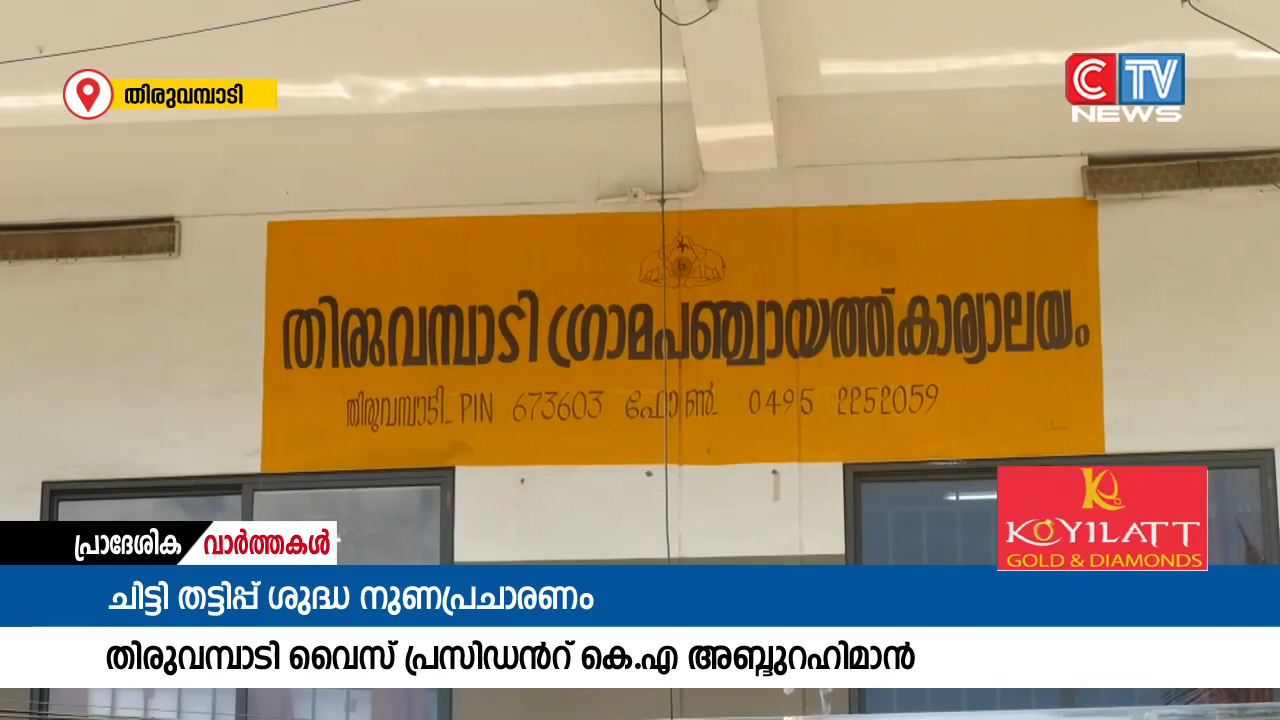 തിരുവമ്പാടി
CTV
NEWS
തിരുവമ്പാടി ഗ്രാമപഞ്ചായത്ത് കാര്യാലയം
തിരുവമ്പാടി_ PIN 673603 ഫോൺ_ 0495 2252059
KOYILATT
GOLD & DIAMONDS
പ്രാദേശിക വാർത്തകൾ
ചിട്ടി തട്ടിപ്പ് ശുദ്ധ നുണപ്രചാരണം
തിരുവമ്പാടി വൈസ് പ്രസിഡൻറ് കെ.എ അബ്ദുറഹിമാൻ